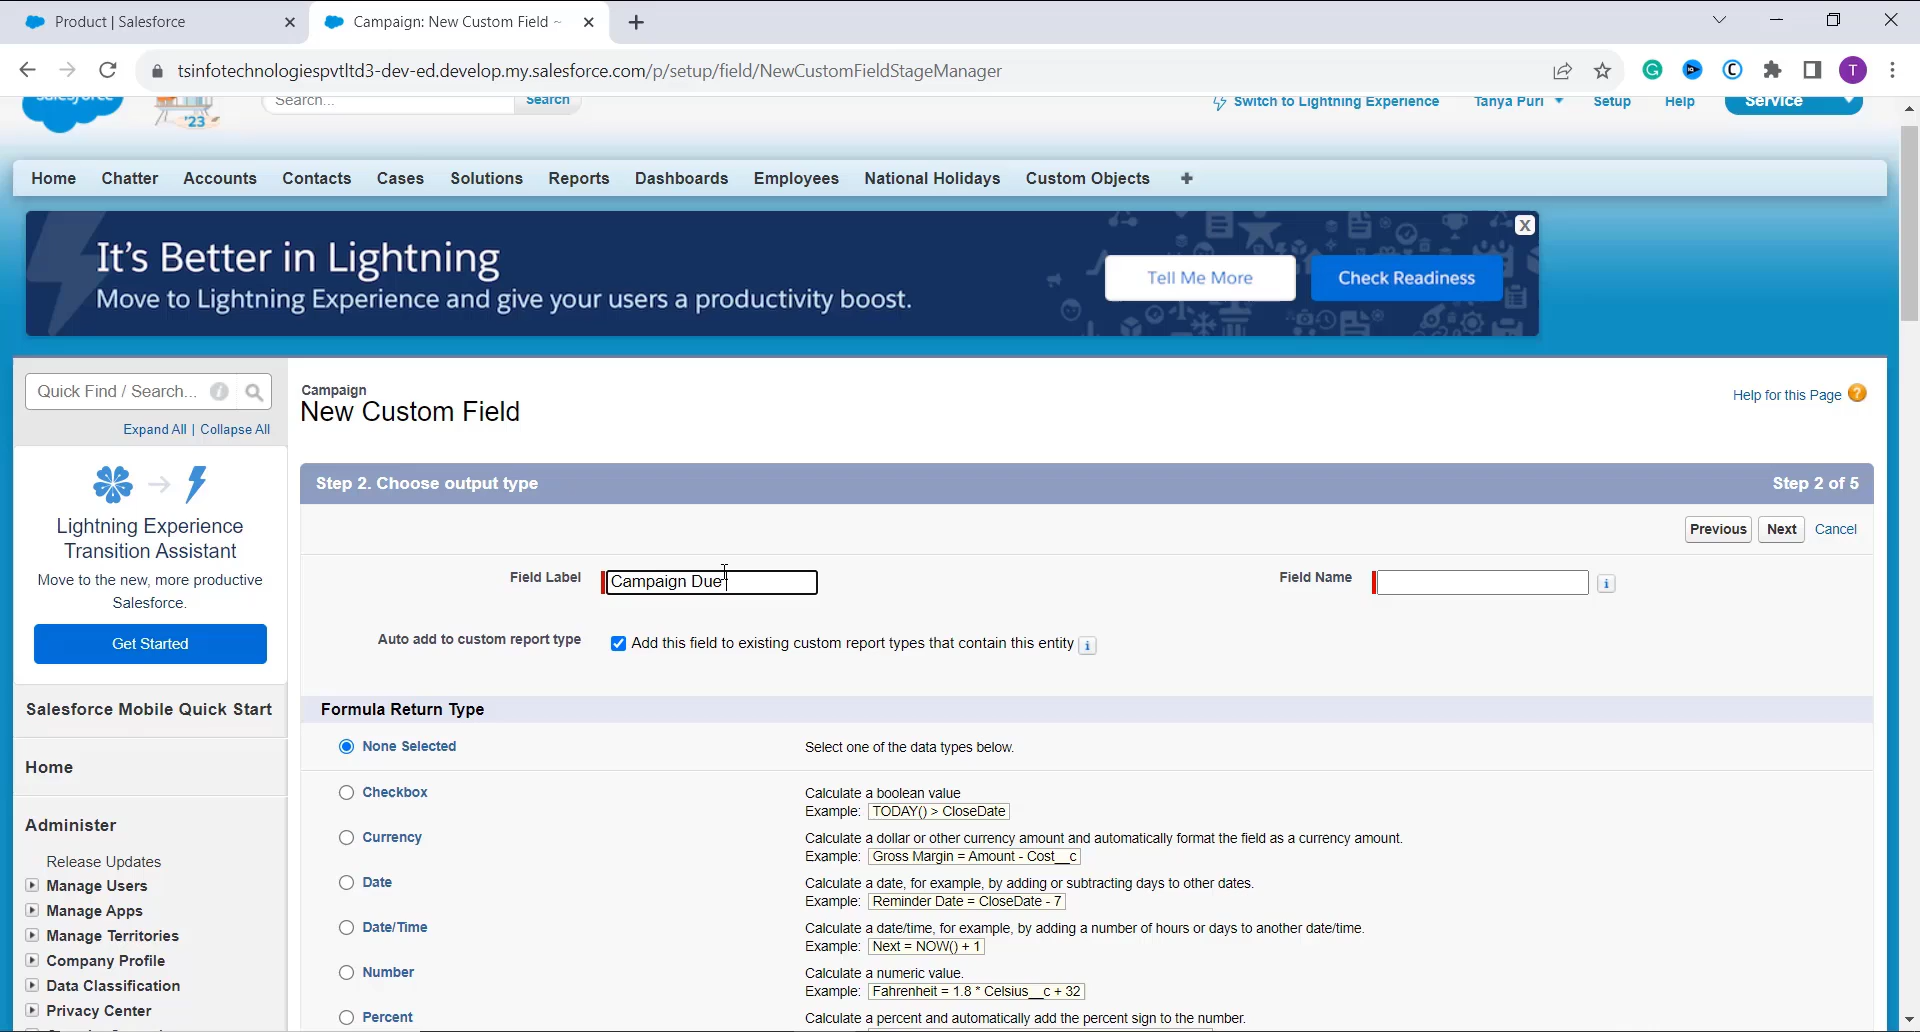 Product | Salesforce
Campaign: New Custom Field ~
tsinfotechnologiespvtltd3-dev-ed.develop.my.salesforce.com/p/setup/field/NewCustomFieldStageManager
T
salesforce
'23
Search...
Search
Switch to Lightning Experience
Tanya Puri
Setup
Help
Service
Home
Chatter
Accounts
Contacts
Cases
Solutions
Reports
Dashboards
Employees
National Holidays
Custom Objects
+
It's Better in Lightning
Move to Lightning Experience and give your users a productivity boost.
Tell Me More
Check Readiness
X
Quick Find / Search...
Expand All | Collapse All
Lightning Experience
Transition Assistant
Move to the new, more productive
Salesforce.
Get Started
Salesforce Mobile Quick Start
Home
Administer
Release Updates
Manage Users
Manage Apps
Manage Territories
Company Profile
Data Classification
Privacy Center
Campaign
New Custom Field
Help for this Page
Step 2. Choose output type
Step 2 of 5
Previous
Next
Cancel
Field Label
Campaign Due
Field Name
Auto add to custom report type
Add this field to existing custom report types that contain this entity
Formula Return Type
None Selected
Select one of the data types below.
Checkbox
Calculate a boolean value
Example: TODAY() > CloseDate
Currency
Calculate a dollar or other currency amount and automatically format the field as a currency amount.
Example: Gross Margin = Amount - Cost__c
Date
Calculate a date, for example, by adding or subtracting days to other dates.
Example: Reminder Date = CloseDate - 7
Date/Time
Calculate a date/time, for example, by adding a number of hours or days to another date/time.
Example: Next = NOW() + 1
Number
Calculate a numeric value.
Example: Fahrenheit = 1.8 * Celsius__c + 32
Percent
Calculate a percent and automatically add the percent sign to the number.